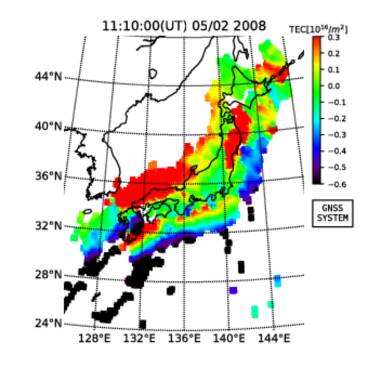 11:10:00(UT) 05/02 2008
TEC[10¹⁶/m²]
0.3
0.2
0.1
0.0
−0.1
−0.2
−0.3
−0.4
−0.5
−0.6
GNSS
SYSTEM
44°N
40°N
36°N
32°N
28°N
24°N
128°E 132°E 136°E 140°E 144°E